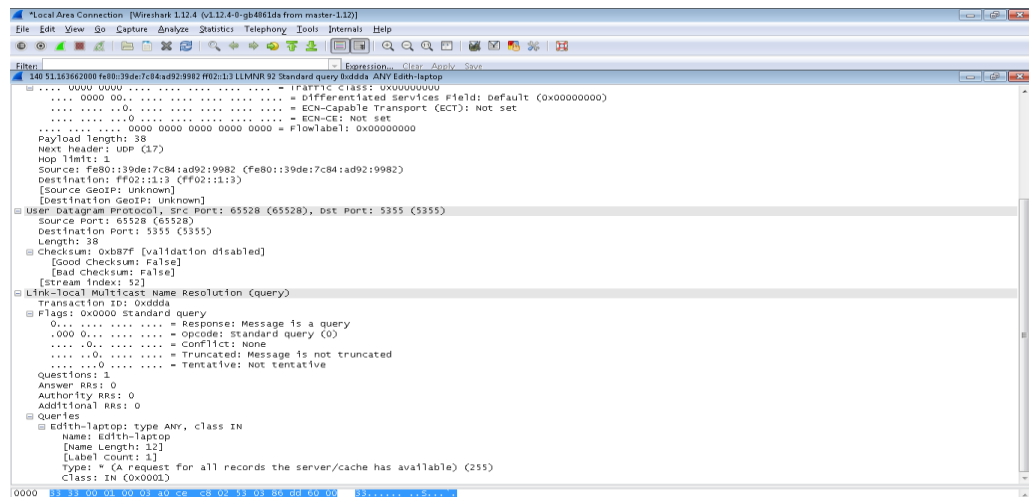 *Local Area Connection [Wireshark 1.12.4 (v1.12.4-0-gb4861da from master-1.12)]
File Edit View Go Capture Analyze Statistics Telephony Tools Internals Help
Filter: Expression... Clear Apply Save
140 51.163662000 fe80::39de:7c84:ad92:9982 ff02::1:3 LLMNR 92 Standard query 0xddda ANY Edith-laptop
.... 0000 0000 .... .... .... .... .... = Traffic class: 0x00000000
.... 0000 00.. .... .... .... .... .... = Differentiated Services Field: Default (0x00000000)
.... .... ..0. .... .... .... .... .... = ECN-Capable Transport (ECT): Not set
.... .... ...0 .... .... .... .... .... = ECN-CE: Not set
.... .... .... 0000 0000 0000 0000 0000 = Flowlabel: 0x00000000
Payload length: 38
Next header: UDP (17)
Hop limit: 1
Source: fe80::39de:7c84:ad92:9982 (fe80::39de:7c84:ad92:9982)
Destination: ff02::1:3 (ff02::1:3)
[Source GeoIP: Unknown]
[Destination GeoIP: Unknown]
User Datagram Protocol, Src Port: 65528 (65528), Dst Port: 5355 (5355)
Source Port: 65528 (65528)
Destination Port: 5355 (5355)
Length: 38
Checksum: 0xb87f [validation disabled]
[Good Checksum: False]
[Bad Checksum: False]
[Stream index: 52]
Link-local Multicast Name Resolution (query)
Transaction ID: 0xddda
Flags: 0x0000 Standard query
0... .... .... .... = Response: Message is a query
.000 0... .... .... = Opcode: Standard query (0)
.... .0.. .... .... = Conflict: None
.... ..0. .... .... = Truncated: Message is not truncated
.... ...0 .... .... = Tentative: Not tentative
Questions: 1
Answer RRs: 0
Authority RRs: 0
Additional RRs: 0
Queries
Edith-laptop: type ANY, class IN
Name: Edith-laptop
[Name Length: 12]
[Label Count: 1]
Type: * (A request for all records the server/cache has available) (255)
Class: IN (0x0001)
0000 33 33 00 01 00 03 a0 ce c8 02 53 03 86 dd 60 00 33...... ..S...`.